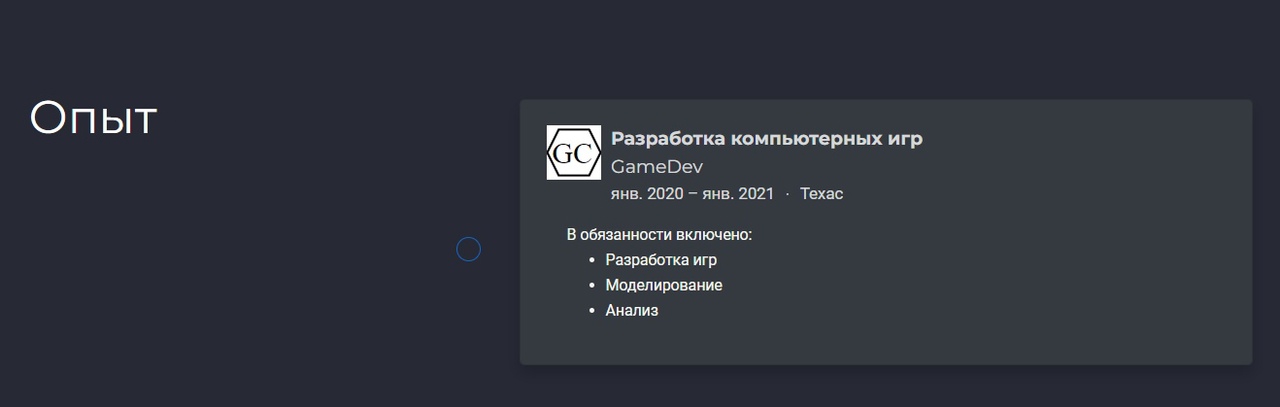 Опыт
GC
Разработка компьютерных игр
GameDev
янв. 2020 – янв. 2021 · Техас
В обязанности включено:
• Разработка игр
• Моделирование
• Анализ